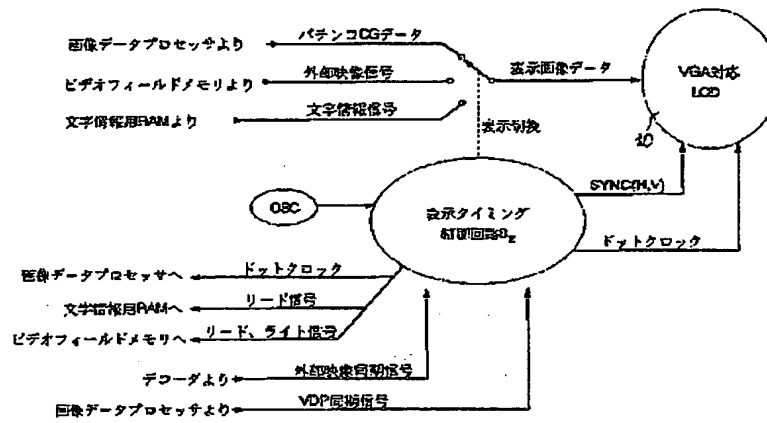 画像データプロセッサより
パチンコCGデータ
ビデオフィールドメモリより
外部映像信号
文字情報用RAMより
文字情報信号
表示画像データ
VGA対応
LCD
10
表示切換
SYNC(H,V)
OSC
表示タイミング
制御回路
ドットクロック
画像データプロセッサへ
ドットクロック
文字情報用RAMへ
リード信号
ビデオフィールドメモリへ
リード、ライト信号
デコーダより
外部映像同期信号
画像データプロセッサより
VDP同期信号